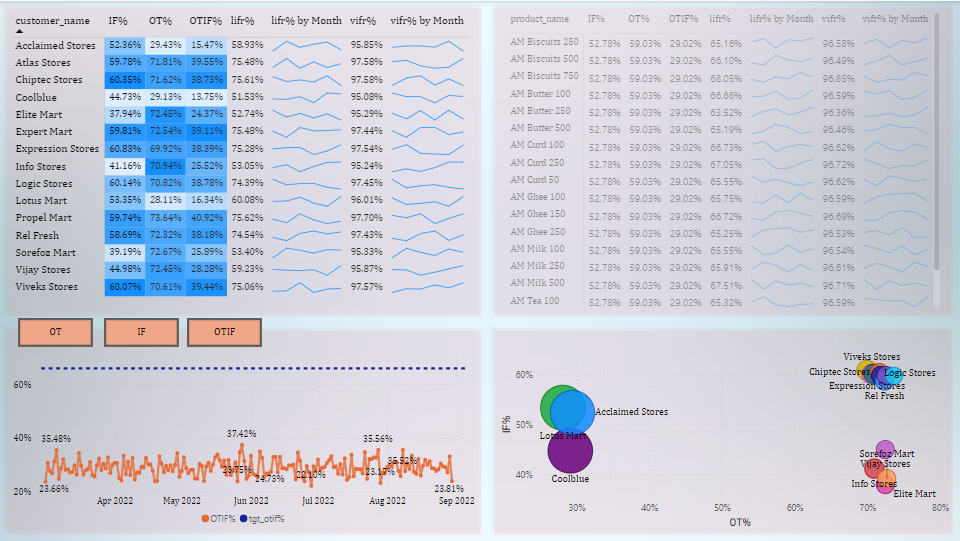 customer_name IF% OT% OTIF% lifr% lifr% by Month vifr% vifr% by Month
Acclaimed Stores 52.36% 29.43% 15.47% 58.93% 95.85%
Atlas Stores 59.78% 71.81% 39.55% 75.48% 97.58%
Chiptec Stores 60.35% 71.62% 38.73% 75.61% 97.58%
Coolblue 44.73% 29.13% 13.75% 51.53% 95.08%
Elite Mart 37.94% 72.45% 24.37% 52.74% 95.29%
Expert Mart 59.81% 72.54% 39.11% 75.48% 97.44%
Expression Stores 60.83% 69.92% 38.39% 75.28% 97.54%
Info Stores 41.16% 70.94% 25.52% 53.05% 95.24%
Logic Stores 60.14% 70.82% 38.78% 74.39% 97.45%
Lotus Mart 53.35% 28.11% 16.34% 60.08% 96.01%
Propel Mart 59.74% 73.64% 40.92% 75.62% 97.70%
Rel Fresh 58.69% 72.32% 38.18% 74.54% 97.43%
Sorefoz Mart 39.19% 72.67% 25.89% 53.40% 95.33%
Vijay Stores 44.98% 72.45% 28.28% 59.23% 95.87%
Viveks Stores 60.07% 70.61% 39.44% 75.06% 97.57%
product_name IF% OT% OTIF% lifr% lifr% by Month vifr% vifr% by Month
AM Biscuits 250 52.78% 59.03% 29.02% 65.16% 96.58%
AM Biscuits 500 52.78% 59.03% 29.02% 66.10% 96.49%
AM Biscuits 750 52.78% 59.03% 29.02% 68.05% 96.85%
AM Butter 100 52.78% 59.03% 29.02% 66.66% 96.59%
AM Butter 250 52.78% 59.03% 29.02% 63.52% 96.36%
AM Butter 500 52.78% 59.03% 29.02% 65.19% 96.46%
AM Curd 100 52.78% 59.03% 29.02% 66.73% 96.62%
AM Curd 250 52.78% 59.03% 29.02% 67.05% 96.72%
AM Curd 50 52.78% 59.03% 29.02% 65.55% 96.62%
AM Ghee 100 52.78% 59.03% 29.02% 65.75% 96.59%
AM Ghee 150 52.78% 59.03% 29.02% 66.72% 96.69%
AM Ghee 250 52.78% 59.03% 29.02% 65.25% 96.53%
AM Milk 100 52.78% 59.03% 29.02% 65.55% 96.54%
AM Milk 250 52.78% 59.03% 29.02% 65.91% 96.61%
AM Milk 500 52.78% 59.03% 29.02% 67.51% 96.71%
AM Tea 100 52.78% 59.03% 29.02% 65.32% 96.59%
OT IF OTIF
60%
40%
20%
35.48%
37.42%
35.56%
35.52%
23.66%
23.75%
24.73%
22.10%
23.17%
23.81%
Apr 2022 May 2022 Jun 2022 Jul 2022 Aug 2022 Sep 2022
OTIF% tgt_otif%
IF%
60%
50%
40%
Viveks Stores
Chiptec Stores
Logic Stores
Expression Stores
Rel Fresh
Acclaimed Stores
Lotus Mart
Coolblue
Sorefoz Mart
Vijay Stores
Info Stores
Elite Mart
30% 40% 50% 60% 70% 80%
OT%